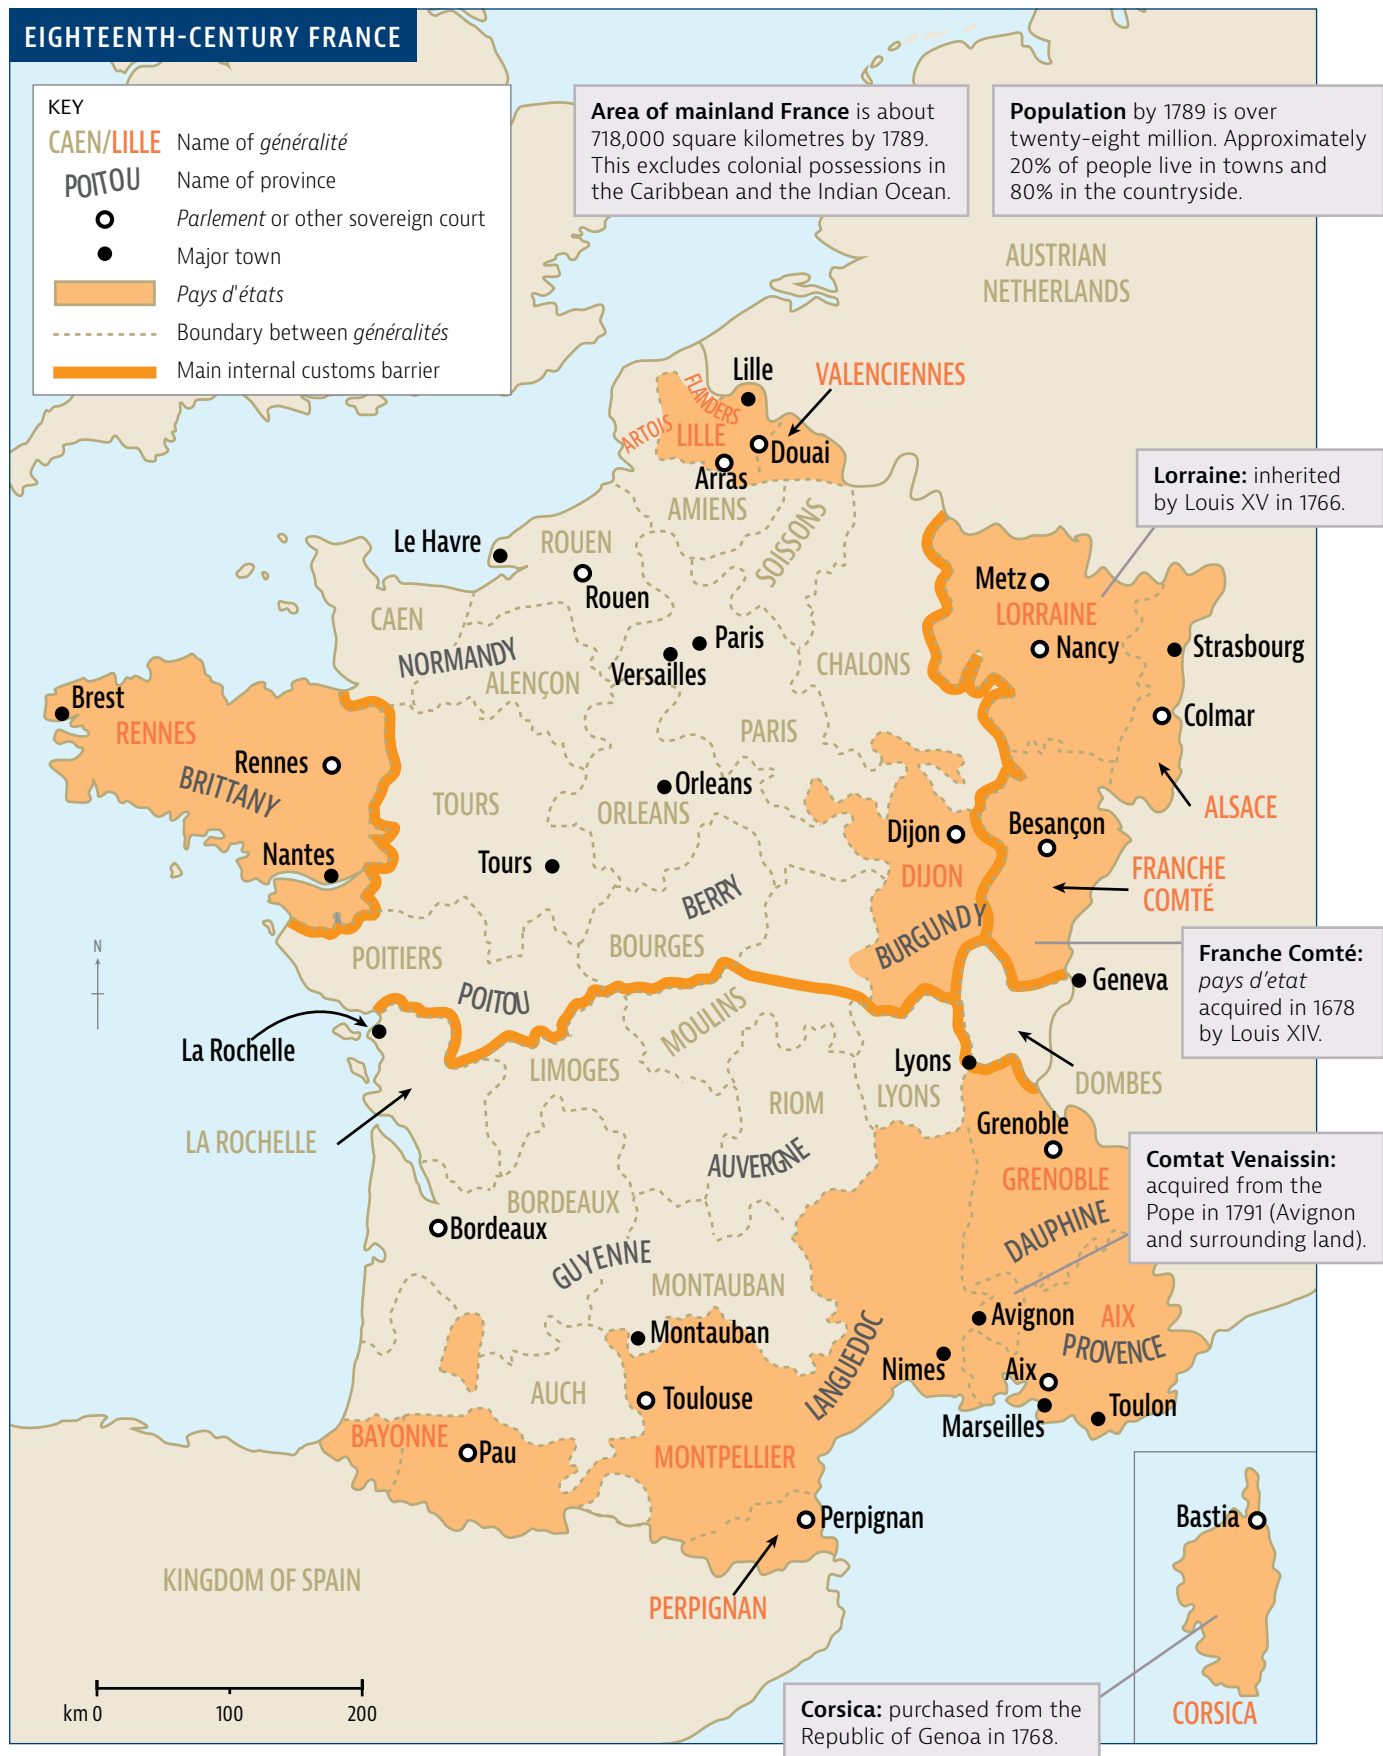 EIGHTEENTH-CENTURY FRANCE
KEY
CAEN/LILLE Name of généralité
POITOU Name of province
Parlement or other sovereign court
Major town
Pays d'états
Boundary between généralités
Main internal customs barrier
Area of mainland France is about
718,000 square kilometres by 1789.
This excludes colonial possessions in
the Caribbean and the Indian Ocean.
Population by 1789 is over
twenty-eight million. Approximately
20% of people live in towns and
80% in the countryside.
AUSTRIAN
NETHERLANDS
Lille
VALENCIENNES
FLANDERS
ARTOIS
LILLE
Douai
Arras
Lorraine: inherited
by Louis XV in 1766.
AMIENS
SOISSONS
Le Havre
ROUEN
Rouen
Metz
LORRAINE
CAEN
NORMANDY
Paris
Versailles
Nancy
Strasbourg
CHALONS
ALENÇON
Brest
RENNES
Colmar
PARIS
Rennes
BRITTANY
Orleans
ORLEANS
TOURS
ALSACE
Dijon
Besançon
Nantes
Tours
DIJON
FRANCHE
COMTÉ
BERRY
BURGUNDY
N
POITIERS
BOURGES
Franche Comté:
pays d'etat
acquired in 1678
by Louis XIV.
Geneva
POITOU
MOULINS
La Rochelle
LIMOGES
Lyons
LYONS
DOMBES
RIOM
LA ROCHELLE
Grenoble
AUVERGNE
GRENOBLE
Comtat Venaissin:
acquired from the
Pope in 1791 (Avignon
and surrounding land).
BORDEAUX
Bordeaux
DAUPHINE
GUYENNE
MONTAUBAN
Avignon
AIX
Montauban
PROVENCE
LANGUEDOC
Nimes
Aix
AUCH
Toulouse
Toulon
Marseilles
BAYONNE
Pau
MONTPELLIER
Perpignan
Bastia
KINGDOM OF SPAIN
PERPIGNAN
km 0 100 200
Corsica: purchased from the
Republic of Genoa in 1768.
CORSICA